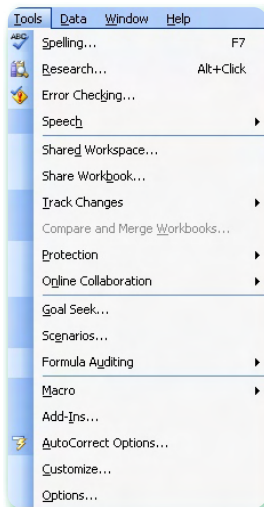 Tools Data Window Help
ABC Spelling... F7
Research... Alt+Click
Error Checking...
Speech
Shared Workspace...
Share Workbook...
Track Changes
Compare and Merge Workbooks...
Protection
Online Collaboration
Goal Seek...
Scenarios...
Formula Auditing
Macro
Add-Ins...
AutoCorrect Options...
Customize...
Options...